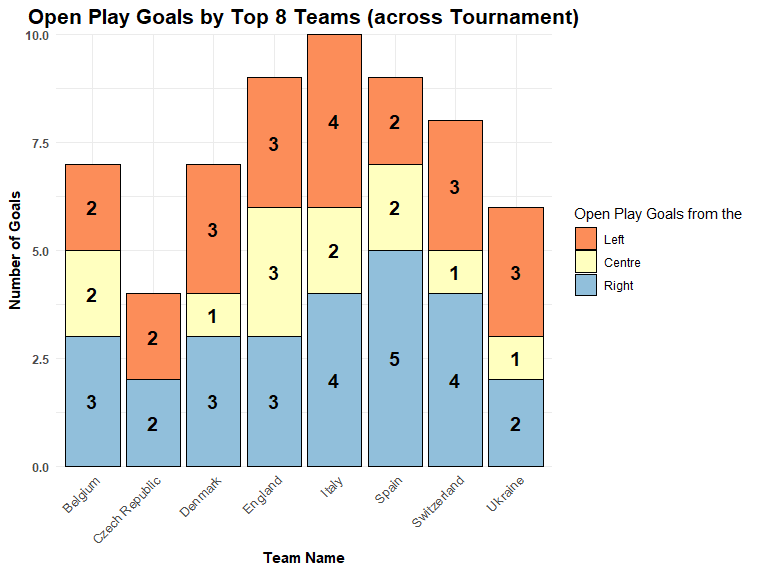 Open Play Goals by Top 8 Teams (across Tournament)
Number of Goals
10.0
7.5
5.0
2.5
0.0
2
2
3
2
2
3
1
3
3
3
3
4
2
4
2
2
5
3
1
4
3
1
2
Belgium
Czech Republic
Denmark
England
Italy
Spain
Switzerland
Ukraine
Team Name
Open Play Goals from the
Left
Centre
Right